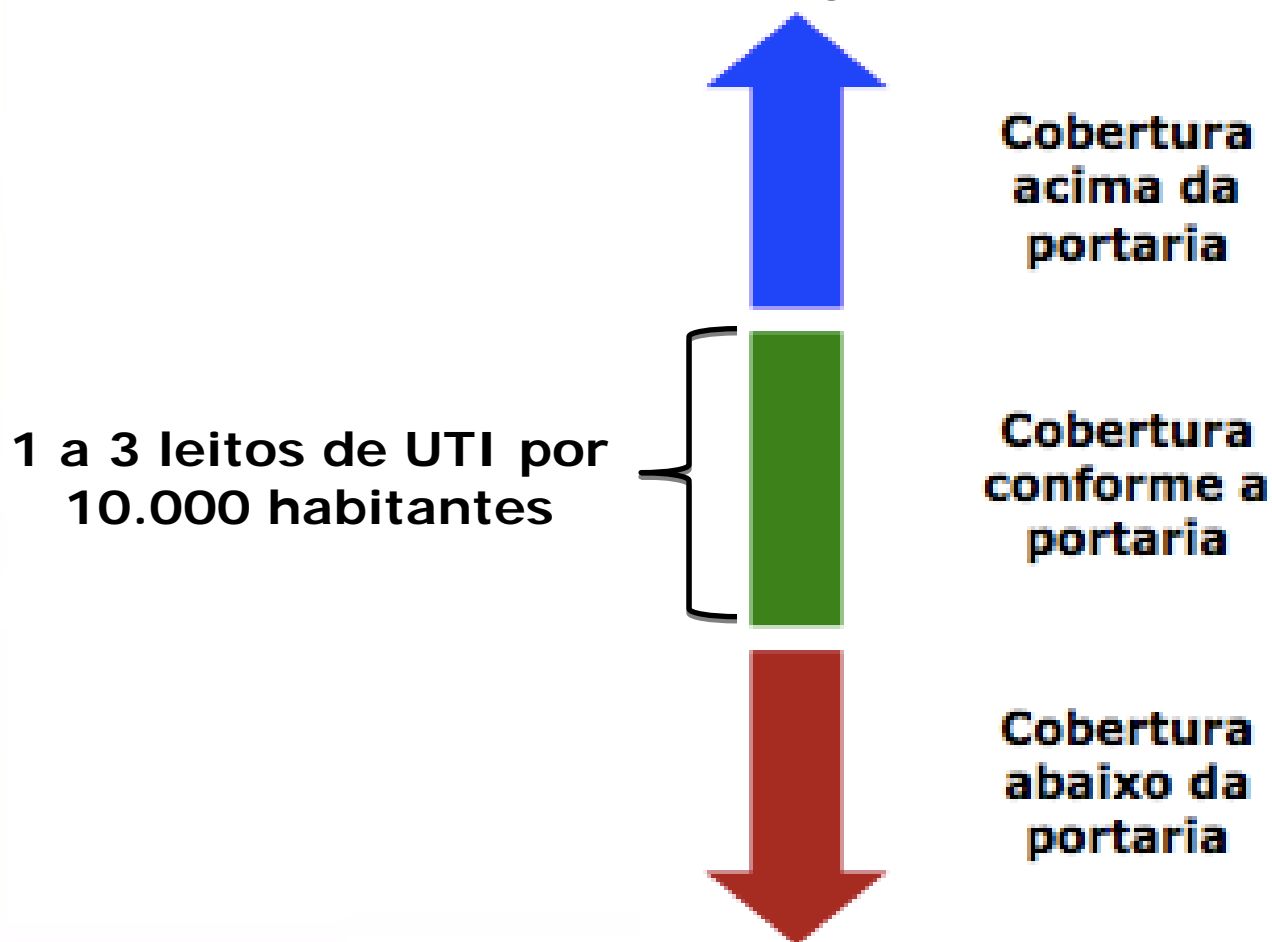 Cobertura
acima da
portaria
1 a 3 leitos de UTI por
10.000 habitantes
Cobertura
conforme a
portaria
Cobertura
abaixo da
portaria